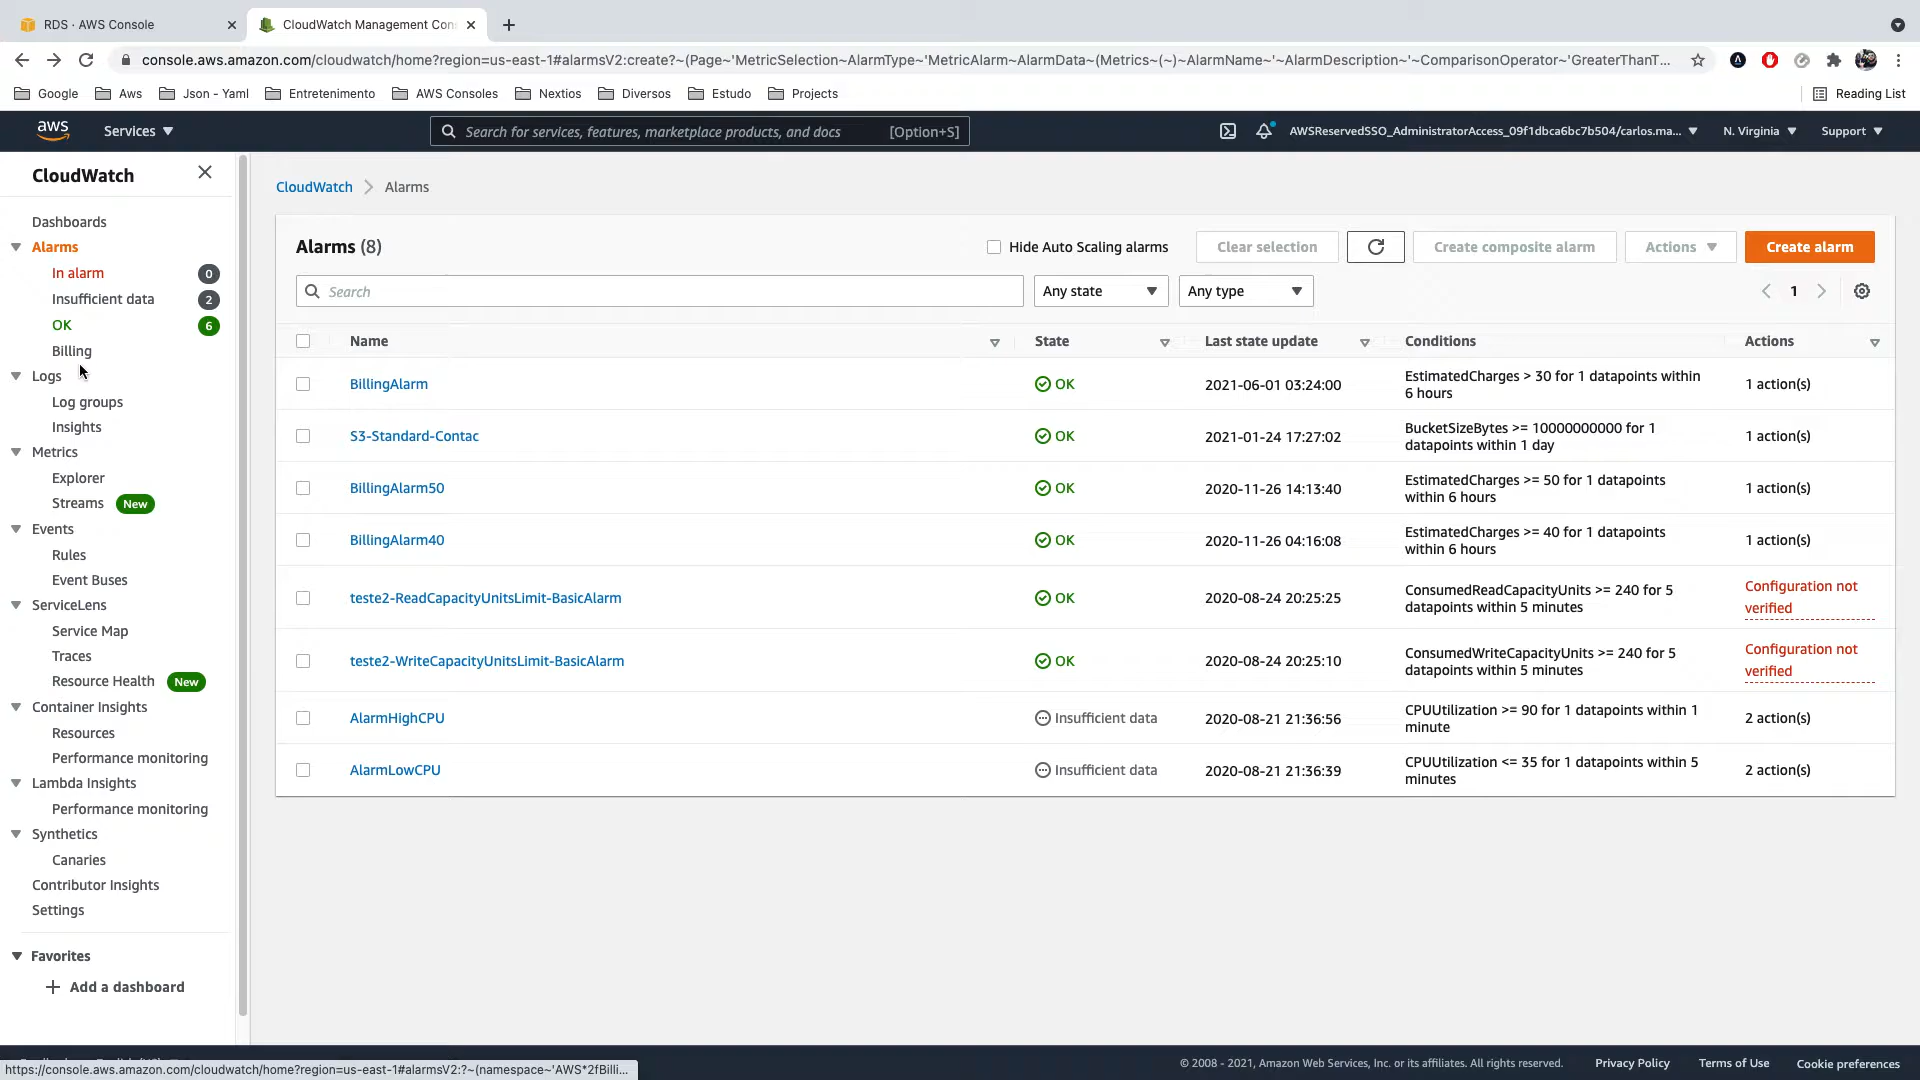 RDS · AWS Console
CloudWatch Management Con
console.aws.amazon.com/cloudwatch/home?region=us-east-1#alarmsV2:create?~(Page~'MetricSelection~AlarmType~'MetricAlarm~AlarmData~(Metrics~(~)~AlarmName~'~AlarmDescription~'~ComparisonOperator~'GreaterThanT...
Google
Aws
Json - Yaml
Entretenimento
AWS Consoles
Nextios
Diversos
Estudo
Projects
Reading List
aws
Services
Search for services, features, marketplace products, and docs
[Option+S]
AWSReservedSSO_AdministratorAccess_09f1dbca6bc7b504/carlos.ma...
N. Virginia
Support
CloudWatch
Dashboards
Alarms
In alarm 0
Insufficient data 2
OK 6
Billing
Logs
Log groups
Insights
Metrics
Explorer
Streams New
Events
Rules
Event Buses
ServiceLens
Service Map
Traces
Resource Health New
Container Insights
Resources
Performance monitoring
Lambda Insights
Performance monitoring
Synthetics
Canaries
Contributor Insights
Settings
Favorites
Add a dashboard
CloudWatch
Alarms
Alarms (8)
Hide Auto Scaling alarms
Clear selection
Create composite alarm
Actions
Create alarm
Search
Any state
Any type
1
Name
State
Last state update
Conditions
Actions
BillingAlarm
OK
2021-06-01 03:24:00
EstimatedCharges > 30 for 1 datapoints within
6 hours
1 action(s)
S3-Standard-Contac
OK
2021-01-24 17:27:02
BucketSizeBytes >= 10000000000 for 1
datapoints within 1 day
1 action(s)
BillingAlarm50
OK
2020-11-26 14:13:40
EstimatedCharges >= 50 for 1 datapoints
within 6 hours
1 action(s)
BillingAlarm40
OK
2020-11-26 04:16:08
EstimatedCharges >= 40 for 1 datapoints
within 6 hours
1 action(s)
teste2-ReadCapacityUnitsLimit-BasicAlarm
OK
2020-08-24 20:25:25
ConsumedReadCapacityUnits >= 240 for 5
datapoints within 5 minutes
Configuration not
verified
teste2-WriteCapacityUnitsLimit-BasicAlarm
OK
2020-08-24 20:25:10
ConsumedWriteCapacityUnits >= 240 for 5
datapoints within 5 minutes
Configuration not
verified
AlarmHighCPU
Insufficient data
2020-08-21 21:36:56
CPUUtilization >= 90 for 1 datapoints within 1
minute
2 action(s)
AlarmLowCPU
Insufficient data
2020-08-21 21:36:39
CPUUtilization <= 35 for 1 datapoints within 5
minutes
2 action(s)
https://console.aws.amazon.com/cloudwatch/home?region=us-east-1#alarmsV2:?~(namespace~'AWS*2fBilli...
© 2008 - 2021, Amazon Web Services, Inc. or its affiliates. All rights reserved.
Privacy Policy
Terms of Use
Cookie preferences